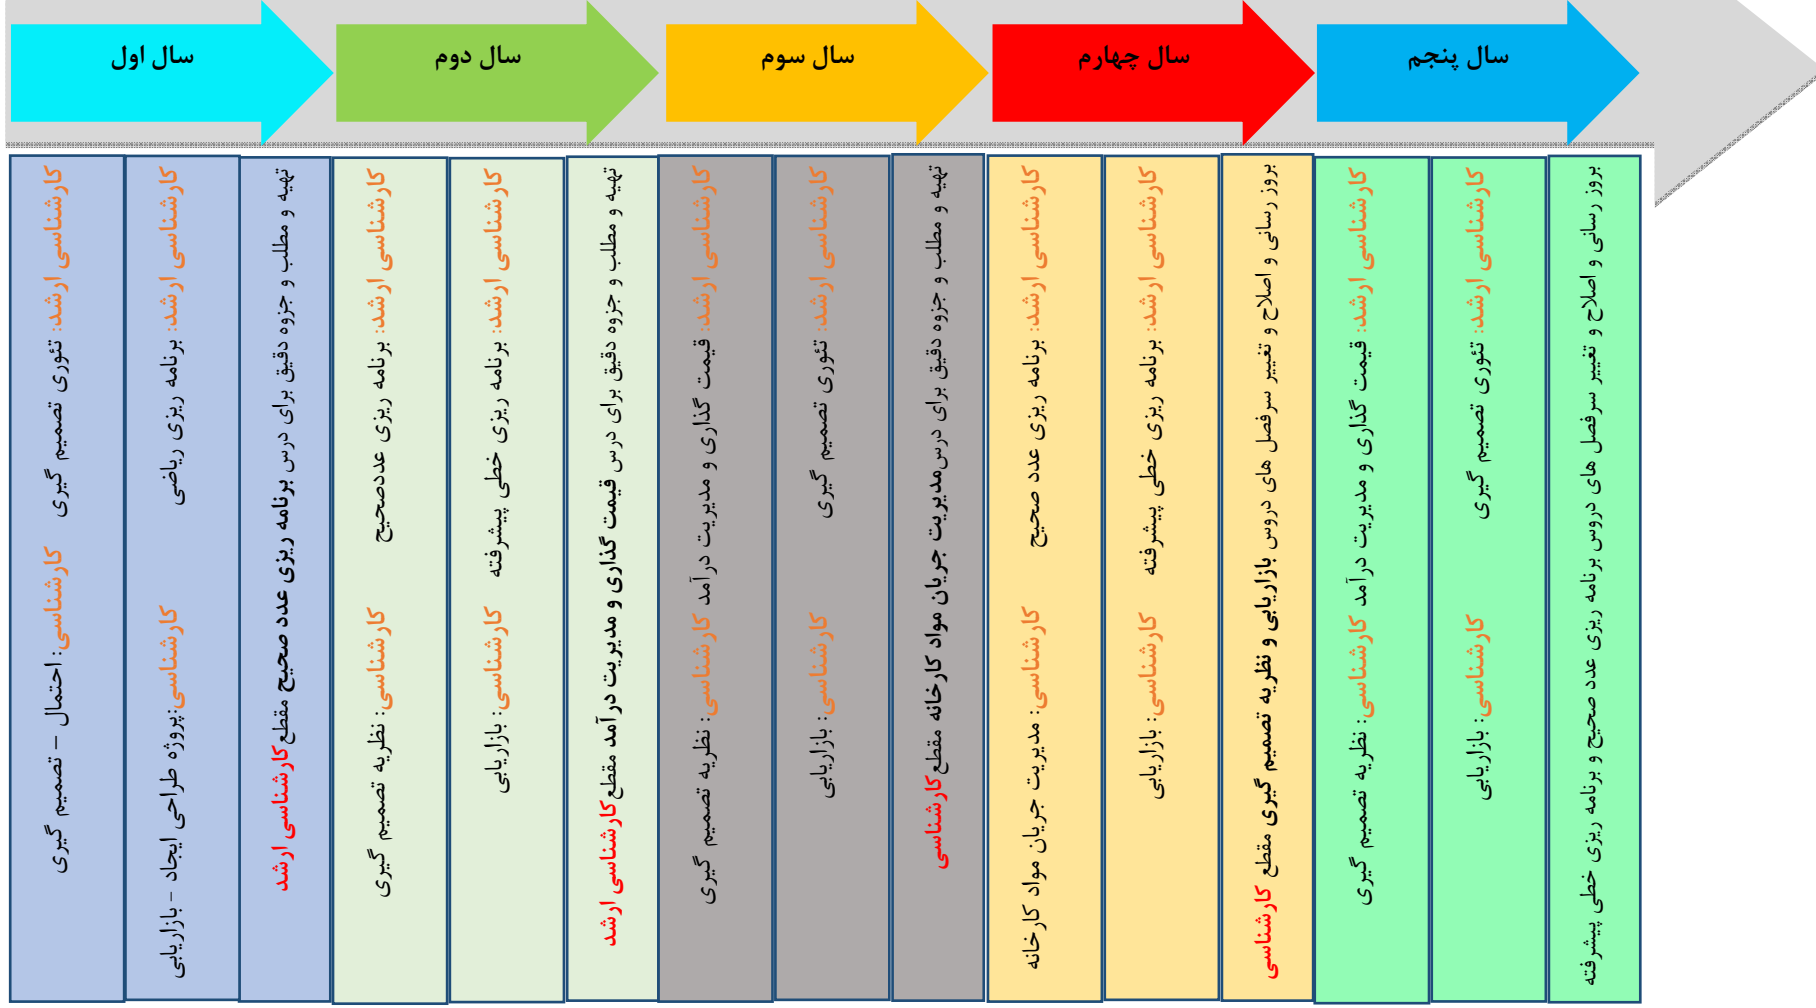 سال اول
سال دوم
سال سوم
سال چهارم
سال پنجم
کارشناسی ارشد: تئوری تصمیم گیری کارشناسی: احتمال – تصمیم گیری
کارشناسی ارشد: برنامه ریزی ریاضی کارشناسی:پروژه طراحی ایجاد - بازاریابی
تهیه و مطلب و جزوه دقیق برای درس برنامه ریزی عدد صحیح مقطع کارشناسی ارشد
کارشناسی ارشد: برنامه ریزی عددصحیح کارشناسی: نظریه تصمیم گیری
کارشناسی ارشد: برنامه ریزی خطی پیشرفته کارشناسی: بازاریابی
تهیه و مطلب و جزوه دقیق برای درس قیمت گذاری و مدیریت درآمد مقطع کارشناسی ارشد
کارشناسی ارشد: قیمت گذاری و مدیریت درآمد کارشناسی: نظریه تصمیم گیری
کارشناسی ارشد: تئوری تصمیم گیری کارشناسی: بازاریابی
تهیه و مطلب و جزوه دقیق برای درس مدیریت جریان مواد کارخانه مقطع کارشناسی
کارشناسی ارشد: برنامه ریزی عدد صحیح کارشناسی: مدیریت جریان مواد کارخانه
کارشناسی ارشد: برنامه ریزی خطی پیشرفته کارشناسی: بازاریابی
بروز رسانی و اصلاح و تغییر سرفصل های دروس بازاریابی و نظریه تصمیم گیری مقطع کارشناسی
کارشناسی ارشد: قیمت گذاری و مدیریت درآمد کارشناسی: نظریه تصمیم گیری
کارشناسی ارشد: تئوری تصمیم گیری کارشناسی: بازاریابی
بروز رسانی و اصلاح و تغییر سرفصل های دروس برنامه ریزی عدد صحیح و برنامه ریزی خطی پیشرفته